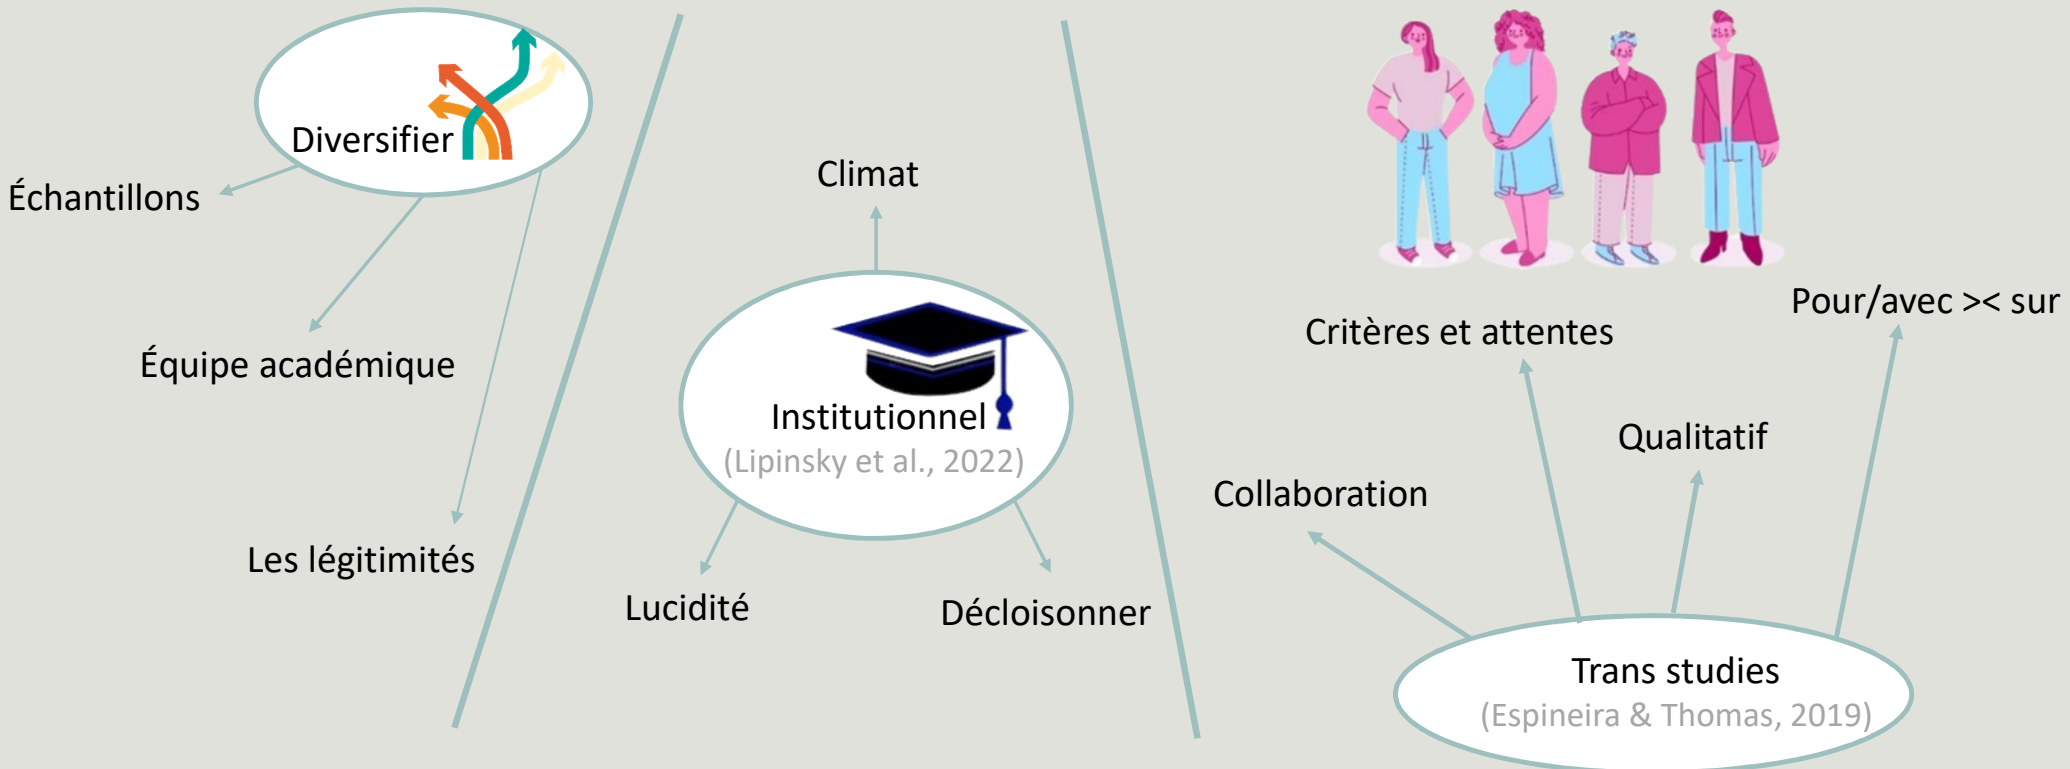 Diversifier
Échantillons
Équipe académique
Les légitimités
Climat
Institutionnel
(Lipinsky et al., 2022)
Lucidité
Décloisonner
Pour/avec >< sur
Critères et attentes
Qualitatif
Collaboration
Trans studies
(Espineira & Thomas, 2019)